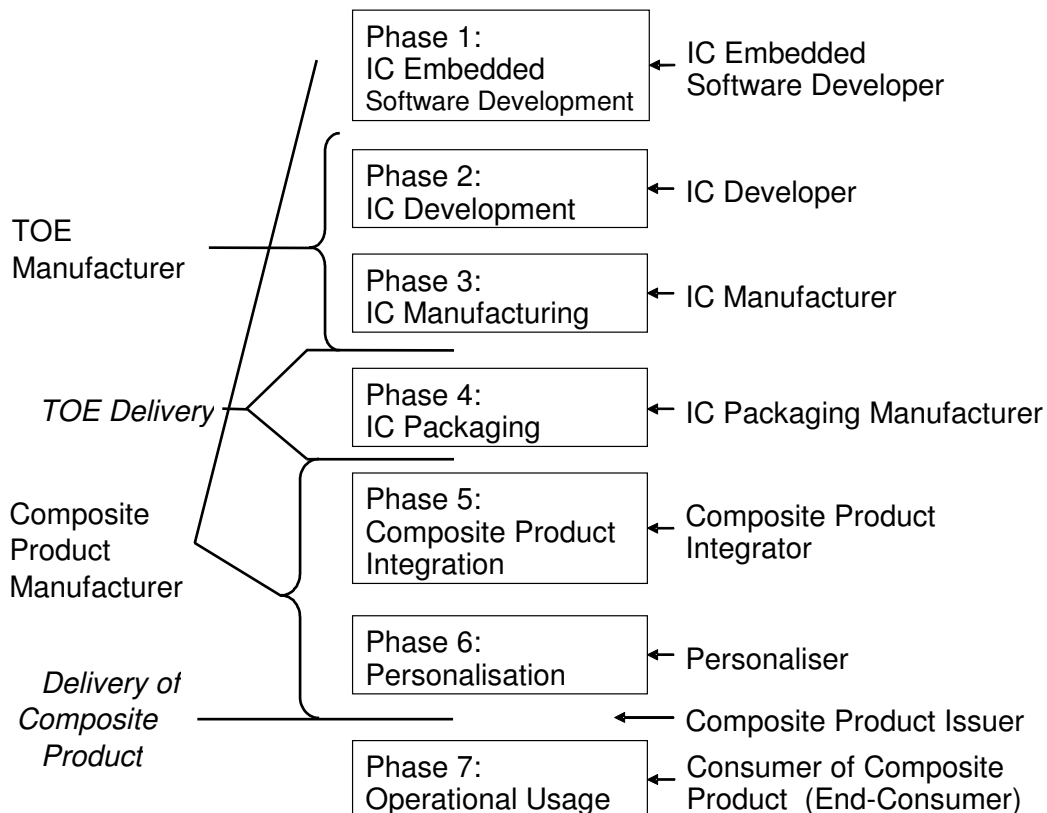 Phase 1:
IC Embedded
Software Development
IC Embedded
Software Developer
Phase 2:
IC Development
IC Developer
TOE
Manufacturer
Phase 3:
IC Manufacturing
IC Manufacturer
TOE Delivery
Phase 4:
IC Packaging
IC Packaging Manufacturer
Composite
Product
Manufacturer
Phase 5:
Composite Product
Integration
Composite Product
Integrator
Phase 6:
Personalisation
Personaliser
Delivery of
Composite
Product
Composite Product Issuer
Phase 7:
Operational Usage
Consumer of Composite
Product (End-Consumer)